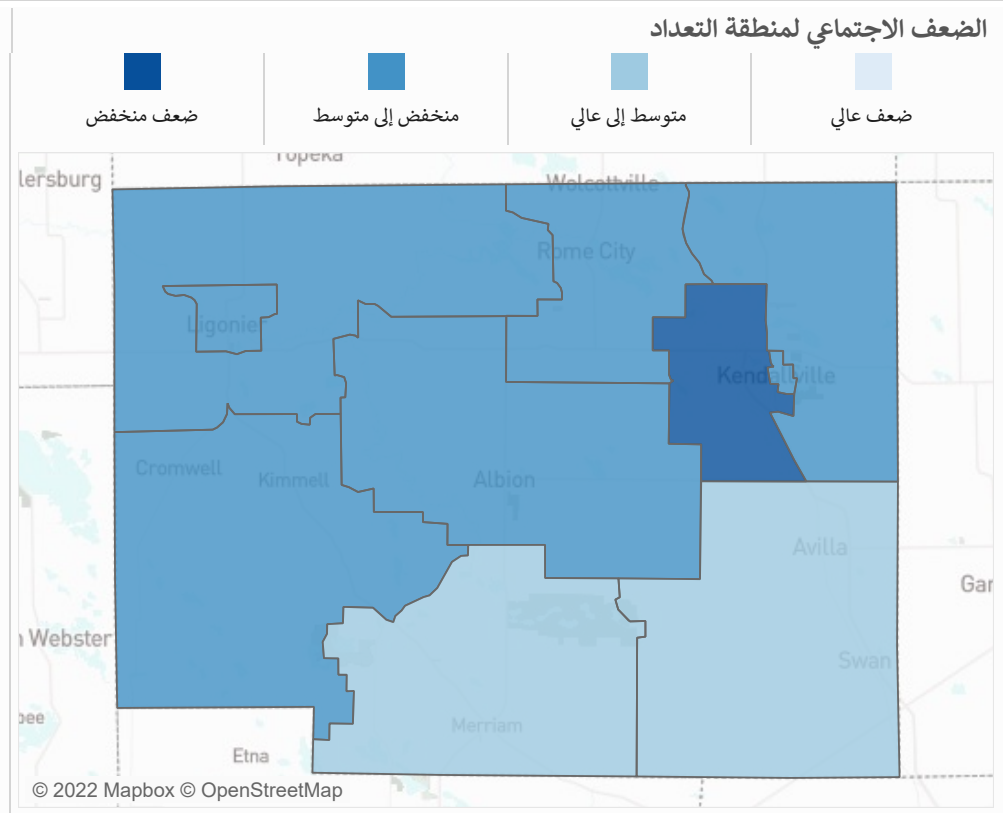 الضعف الاجتماعي لمنطقة التعداد
ضعف عالي
متوسط إلى عالي
منخفض إلى متوسط
ضعف منخفض
Topeka
lersburg
Wolcottville
Rome City
Ligonier
Kendallville
Cromwell
Kimmell
Albion
Avilla
Gar
Webster
Swan
Merriam
Etna
© 2022 Mapbox © OpenStreetMap